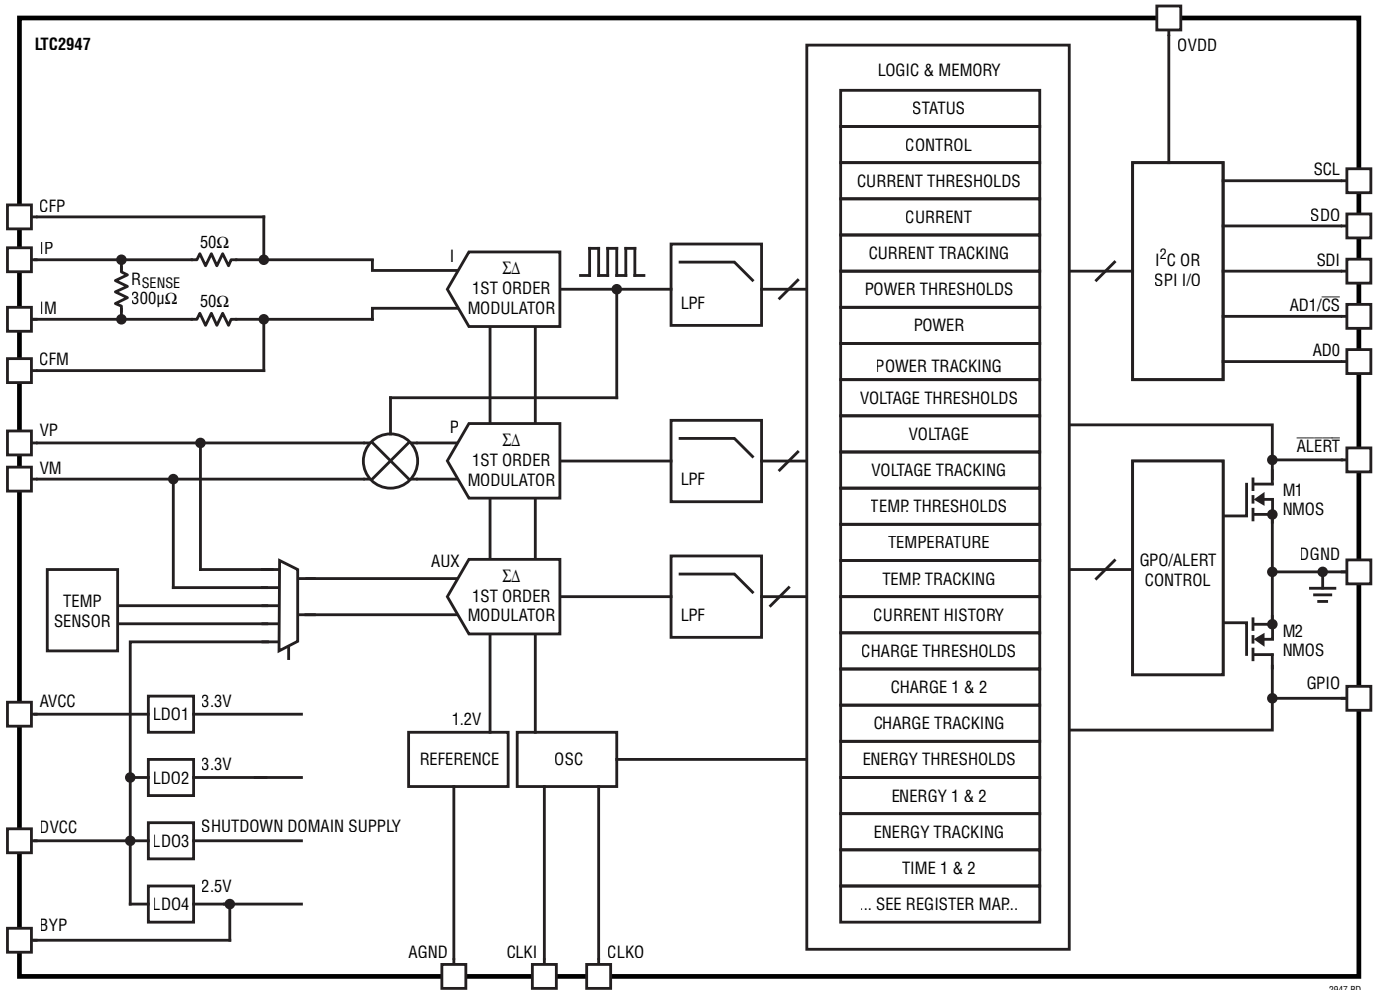 LTC2947
OVDD
LOGIC & MEMORY
STATUS
CONTROL
CURRENT THRESHOLDS
CURRENT
CURRENT TRACKING
POWER THRESHOLDS
POWER
POWER TRACKING
VOLTAGE THRESHOLDS
VOLTAGE
VOLTAGE TRACKING
TEMP. THRESHOLDS
TEMPERATURE
TEMP. TRACKING
CURRENT HISTORY
CHARGE THRESHOLDS
CHARGE 1 & 2
CHARGE TRACKING
ENERGY THRESHOLDS
ENERGY 1 & 2
ENERGY TRACKING
TIME 1 & 2
... SEE REGISTER MAP...
CFP
IP
50Ω
RSENSE
300µΩ
50Ω
IM
CFM
I
ΣΔ
1ST ORDER
MODULATOR
LPF
VP
VM
P
ΣΔ
1ST ORDER
MODULATOR
LPF
AUX
ΣΔ
1ST ORDER
MODULATOR
LPF
TEMP
SENSOR
AVCC
LDO1
3.3V
LDO2
3.3V
DVCC
LDO3
SHUTDOWN DOMAIN SUPPLY
LDO4
2.5V
BYP
1.2V
REFERENCE
OSC
AGND
CLKI
CLKO
I²C OR
SPI I/O
SCL
SDO
SDI
AD1/C̅S̅
AD0
A̅L̅E̅R̅T̅
M1
NMOS
GPO/ALERT
CONTROL
DGND
M2
NMOS
GPIO
2947 BD